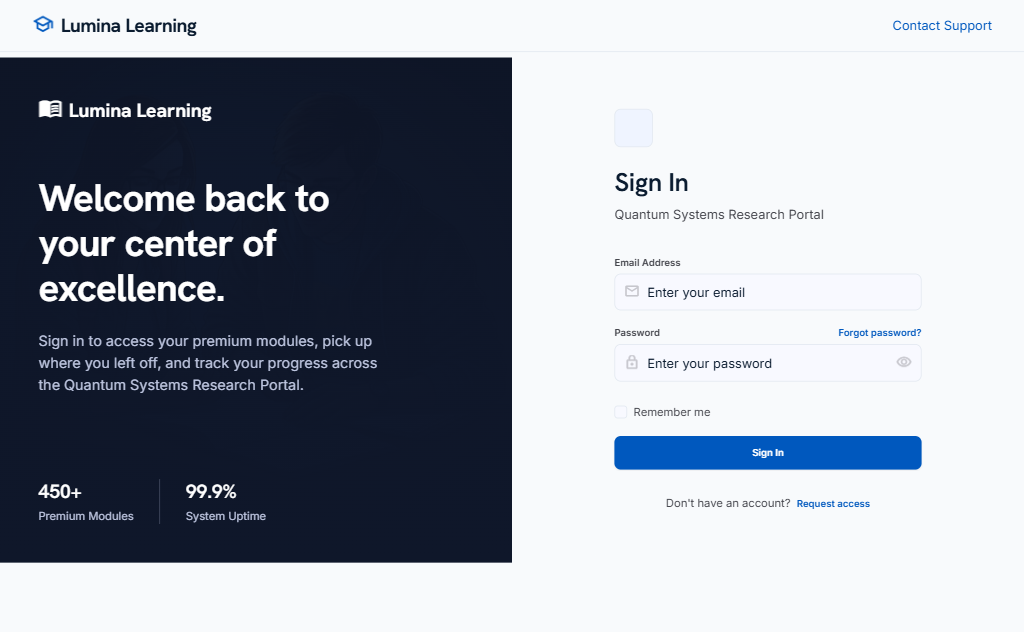 Lumina Learning
Contact Support
Lumina Learning
Welcome back to
your center of
excellence.
Sign in to access your premium modules, pick up
where you left off, and track your progress across
the Quantum Systems Research Portal.
450+
Premium Modules
99.9%
System Uptime
Sign In
Quantum Systems Research Portal
Email Address
Enter your email
Password
Forgot password?
Enter your password
Remember me
Sign In
Don't have an account? Request access